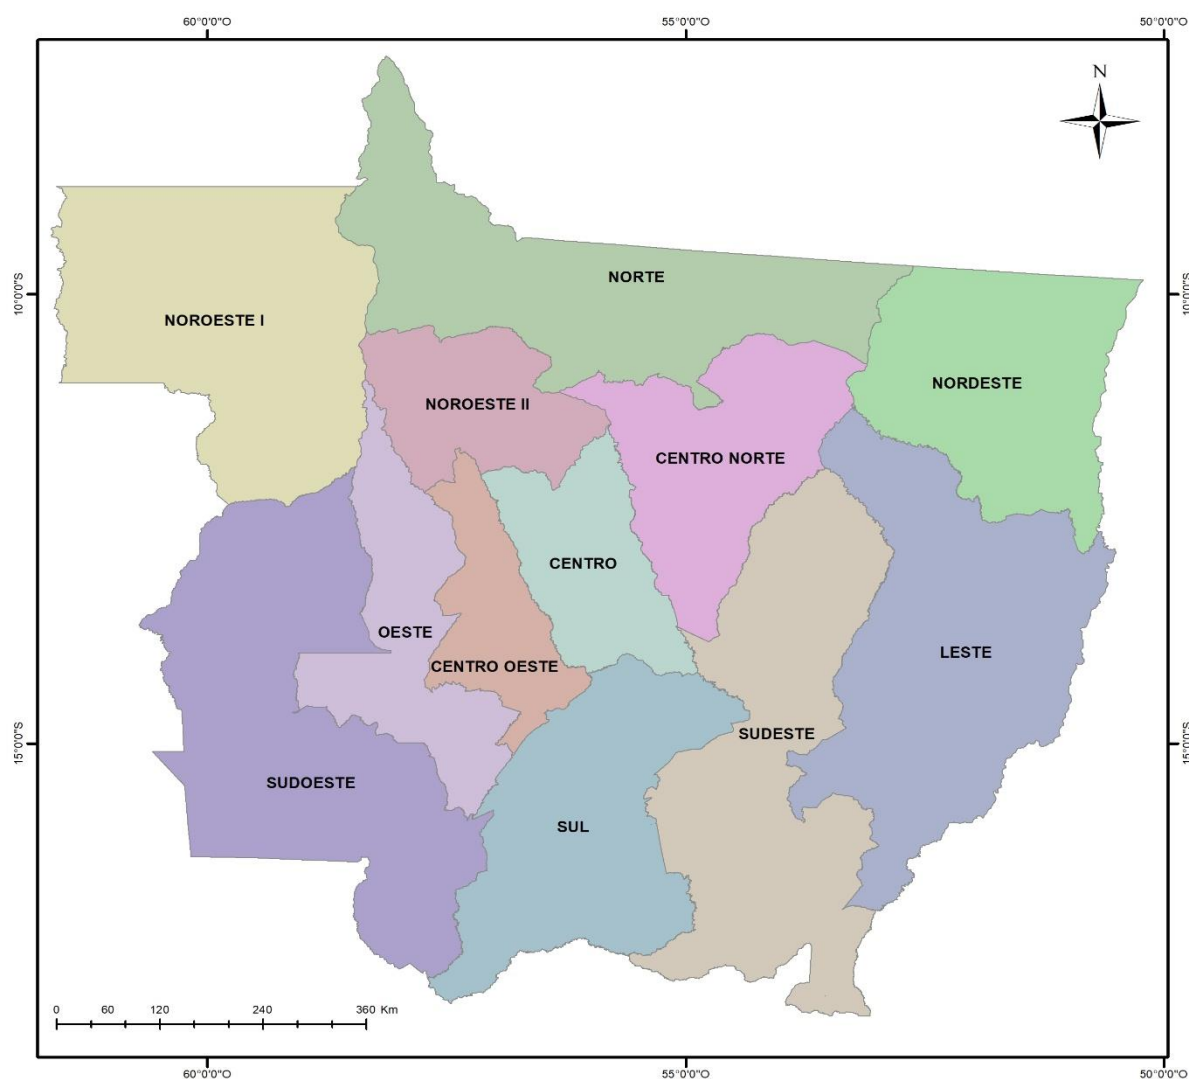 60°0'0"O 55°0'0"O 50°0'0"O
N
NORTE
10°0'0"S 10°0'0"S
NOROESTE I
NORDESTE
NOROESTE II
CENTRO NORTE
CENTRO
OESTE
LESTE
CENTRO OESTE
SUDESTE
15°0'0"S 15°0'0"S
SUDOESTE
SUL
0 60 120 240 360 Km
60°0'0"O 55°0'0"O 50°0'0"O